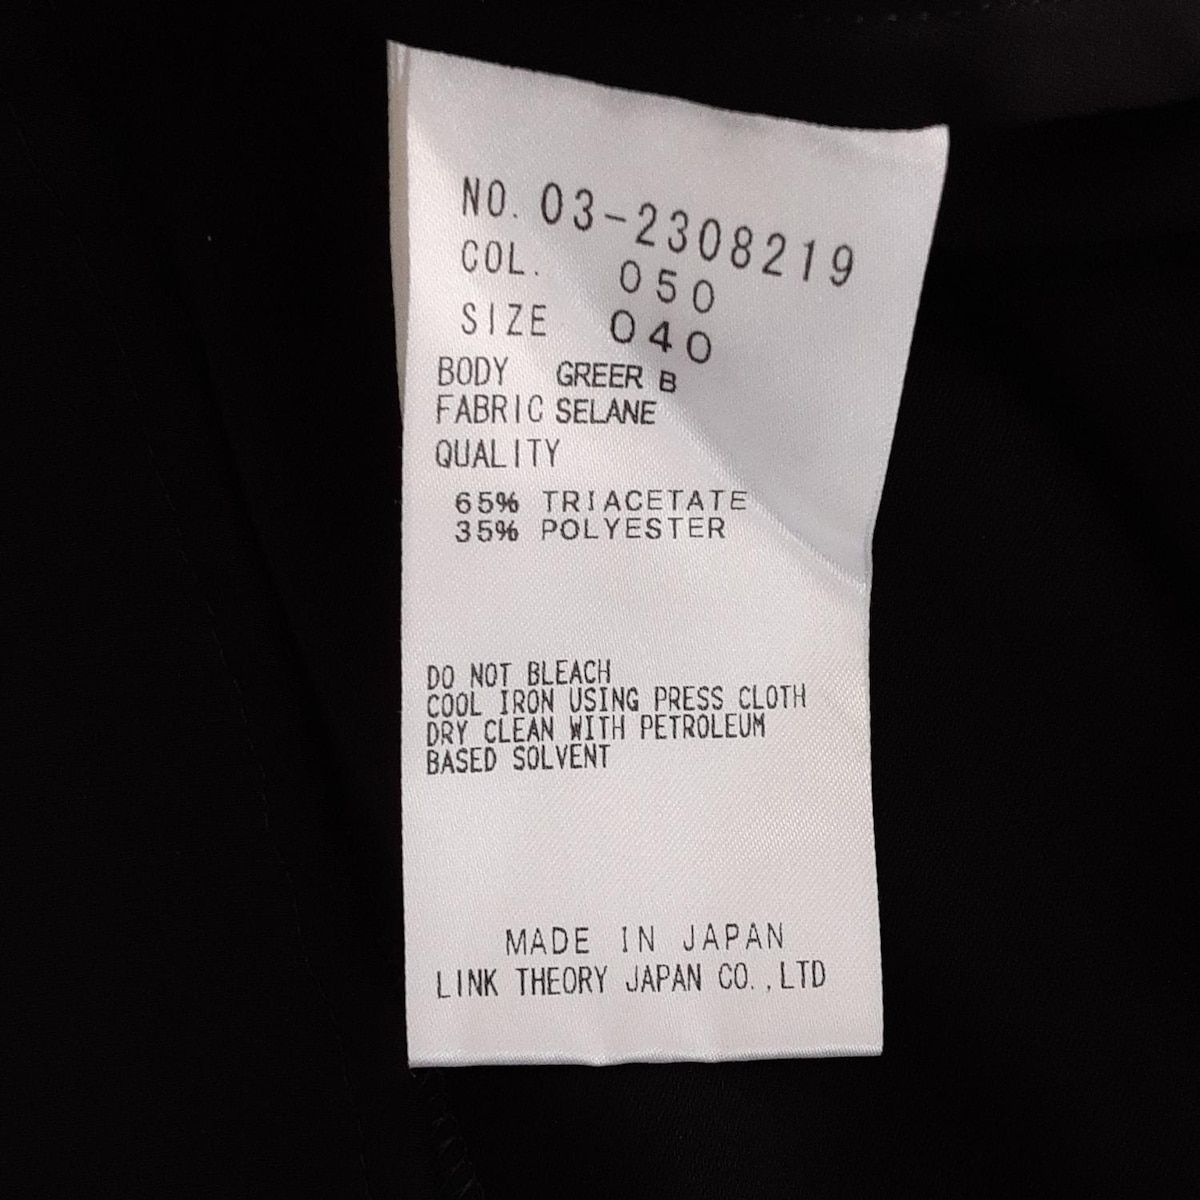 NO. 03-2308219
COL. 050
SIZE 040
BODY GREER B
FABRIC SELANE
QUALITY
65% TRIACETATE
35% POLYESTER
DO NOT BLEACH
COOL IRON USING PRESS CLOTH
DRY CLEAN WITH PETROLEUM
BASED SOLVENT
MADE IN JAPAN
LINK THEORY JAPAN CO.,LTD